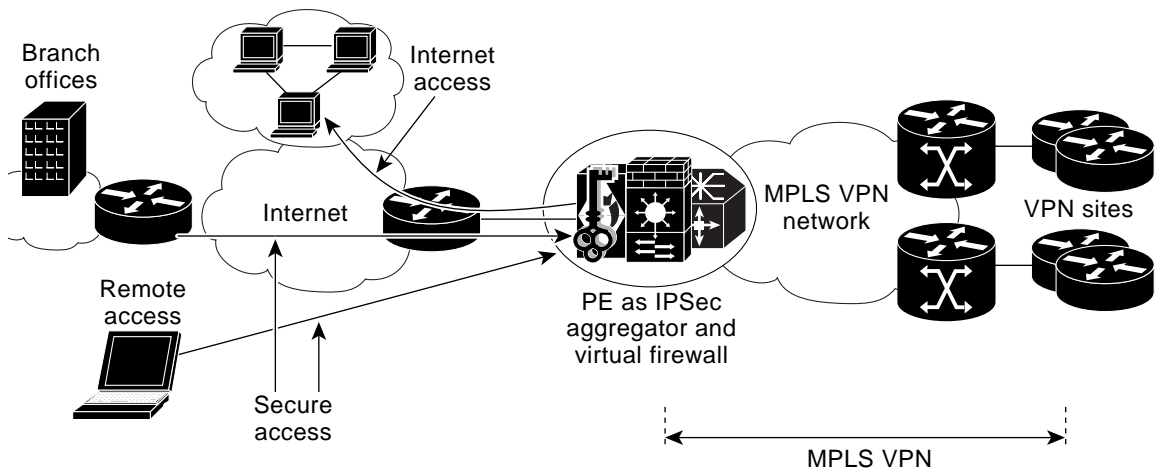 Branch
offices
Internet
access
Internet
MPLS VPN
network
VPN sites
Remote
access
PE as IPSec
aggregator and
virtual firewall
Secure
access
MPLS VPN